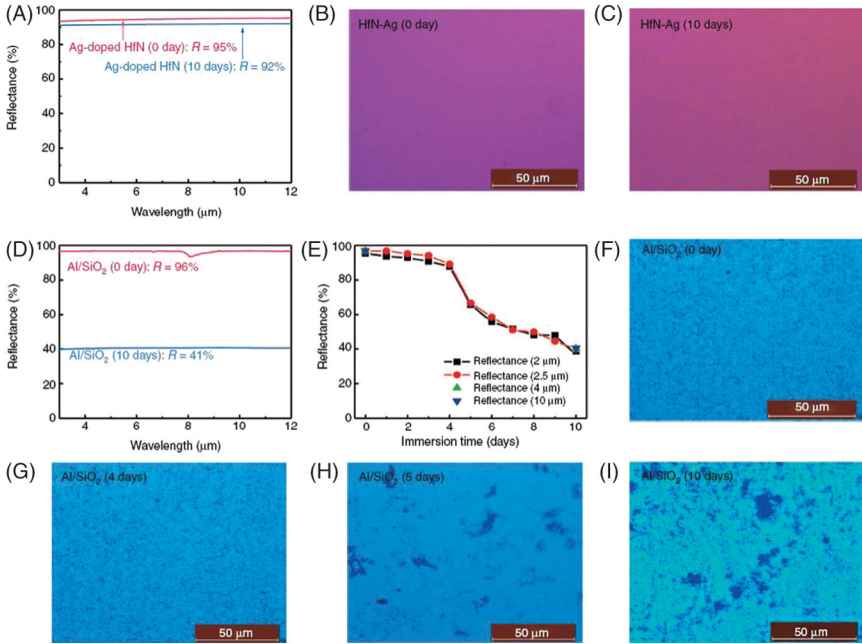 (A)
100
80
60
40
20
0
Reflectance (%)
Ag-doped HfN (0 day): R = 95%
Ag-doped HfN (10 days): R = 92%
4 6 8 10 12
Wavelength (μm)
(B)
HfN-Ag (0 day)
50 μm
(C)
HfN-Ag (10 days)
50 μm
(D)
100
80
60
40
20
0
Reflectance (%)
Al/SiO2 (0 day): R = 96%
Al/SiO2 (10 days): R = 41%
4 6 8 10 12
Wavelength (μm)
(E)
100
80
60
40
20
0
Reflectance (%)
Reflectance (2 μm)
Reflectance (2.5 μm)
Reflectance (4 μm)
Reflectance (10 μm)
0 2 4 6 8 10
Immersion time (days)
(F)
Al/SiO2 (0 day)
50 μm
(G)
Al/SiO2 (4 days)
50 μm
(H)
Al/SiO2 (5 days)
50 μm
(I)
Al/SiO2 (10 days)
50 μm